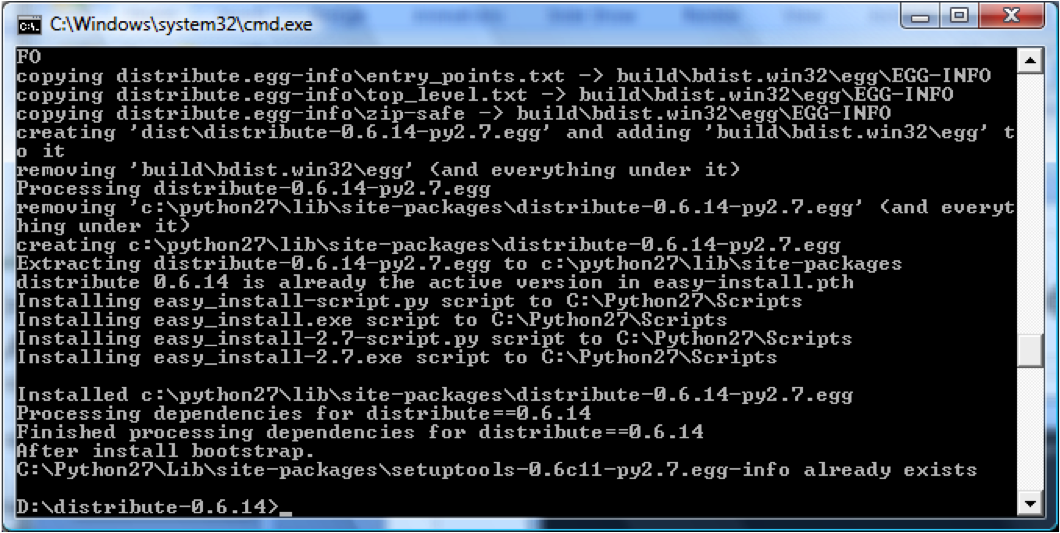 C:\Windows\system32\cmd.exe
FO
copying distribute.egg-info\entry_points.txt -> build\bdist.win32\egg\EGG-INFO
copying distribute.egg-info\top_level.txt -> build\bdist.win32\egg\EGG-INFO
copying distribute.egg-info\zip-safe -> build\bdist.win32\egg\EGG-INFO
creating 'dist\distribute-0.6.14-py2.7.egg' and adding 'build\bdist.win32\egg' t
o it
removing 'build\bdist.win32\egg' (and everything under it)
Processing distribute-0.6.14-py2.7.egg
removing 'c:\python27\lib\site-packages\distribute-0.6.14-py2.7.egg' (and everyt
hing under it)
creating c:\python27\lib\site-packages\distribute-0.6.14-py2.7.egg
Extracting distribute-0.6.14-py2.7.egg to c:\python27\lib\site-packages
distribute 0.6.14 is already the active version in easy-install.pth
Installing easy_install-script.py script to C:\Python27\Scripts
Installing easy_install.exe script to C:\Python27\Scripts
Installing easy_install-2.7-script.py script to C:\Python27\Scripts
Installing easy_install-2.7.exe script to C:\Python27\Scripts

Installed c:\python27\lib\site-packages\distribute-0.6.14-py2.7.egg
Processing dependencies for distribute==0.6.14
Finished processing dependencies for distribute==0.6.14
After install bootstrap.
C:\Python27\Lib\site-packages\setuptools-0.6c11-py2.7.egg-info already exists

D:\distribute-0.6.14>_